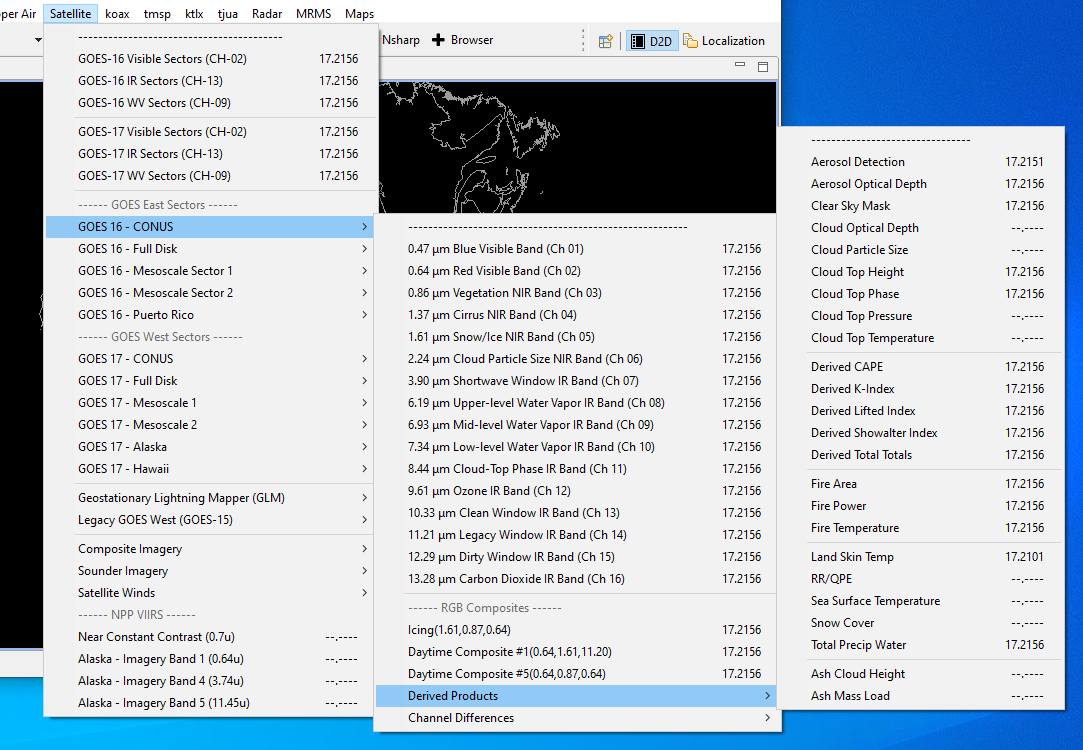 per Air Satellite koax tmsp ktlx tjua Radar MRMS Maps
Nsharp Browser D2D Localization
----------------------------------------
GOES-16 Visible Sectors (CH-02) 17.2156
GOES-16 IR Sectors (CH-13) 17.2156
GOES-16 WV Sectors (CH-09) 17.2156
GOES-17 Visible Sectors (CH-02) 17.2156
GOES-17 IR Sectors (CH-13) 17.2156
GOES-17 WV Sectors (CH-09) 17.2156
------ GOES East Sectors ------
GOES 16 - CONUS
GOES 16 - Full Disk
GOES 16 - Mesoscale Sector 1
GOES 16 - Mesoscale Sector 2
GOES 16 - Puerto Rico
------ GOES West Sectors ------
GOES 17 - CONUS
GOES 17 - Full Disk
GOES 17 - Mesoscale 1
GOES 17 - Mesoscale 2
GOES 17 - Alaska
GOES 17 - Hawaii
Geostationary Lightning Mapper (GLM)
Legacy GOES West (GOES-15)
Composite Imagery
Sounder Imagery
Satellite Winds
------ NPP VIIRS ------
Near Constant Contrast (0.7u) --.----
Alaska - Imagery Band 1 (0.64u) --.----
Alaska - Imagery Band 4 (3.74u) --.----
Alaska - Imagery Band 5 (11.45u) --.----
-------------------------------------------------------
0.47 µm Blue Visible Band (Ch 01) 17.2156
0.64 µm Red Visible Band (Ch 02) 17.2156
0.86 µm Vegetation NIR Band (Ch 03) 17.2156
1.37 µm Cirrus NIR Band (Ch 04) 17.2156
1.61 µm Snow/Ice NIR Band (Ch 05) 17.2156
2.24 µm Cloud Particle Size NIR Band (Ch 06) 17.2156
3.90 µm Shortwave Window IR Band (Ch 07) 17.2156
6.19 µm Upper-level Water Vapor IR Band (Ch 08) 17.2156
6.93 µm Mid-level Water Vapor IR Band (Ch 09) 17.2156
7.34 µm Low-level Water Vapor IR Band (Ch 10) 17.2156
8.44 µm Cloud-Top Phase IR Band (Ch 11) 17.2156
9.61 µm Ozone IR Band (Ch 12) 17.2156
10.33 µm Clean Window IR Band (Ch 13) 17.2156
11.21 µm Legacy Window IR Band (Ch 14) 17.2156
12.29 µm Dirty Window IR Band (Ch 15) 17.2156
13.28 µm Carbon Dioxide IR Band (Ch 16) 17.2156
------ RGB Composites ------
Icing(1.61,0.87,0.64) 17.2156
Daytime Composite #1(0.64,1.61,11.20) 17.2156
Daytime Composite #5(0.64,0.87,0.64) 17.2156
Derived Products
Channel Differences
--------------------------------
Aerosol Detection 17.2151
Aerosol Optical Depth 17.2156
Clear Sky Mask 17.2156
Cloud Optical Depth --.----
Cloud Particle Size --.----
Cloud Top Height 17.2156
Cloud Top Phase 17.2156
Cloud Top Pressure --.----
Cloud Top Temperature --.----
Derived CAPE 17.2156
Derived K-Index 17.2156
Derived Lifted Index 17.2156
Derived Showalter Index 17.2156
Derived Total Totals 17.2156
Fire Area 17.2156
Fire Power 17.2156
Fire Temperature 17.2156
Land Skin Temp 17.2101
RR/QPE --.----
Sea Surface Temperature --.----
Snow Cover --.----
Total Precip Water 17.2156
Ash Cloud Height --.----
Ash Mass Load --.----